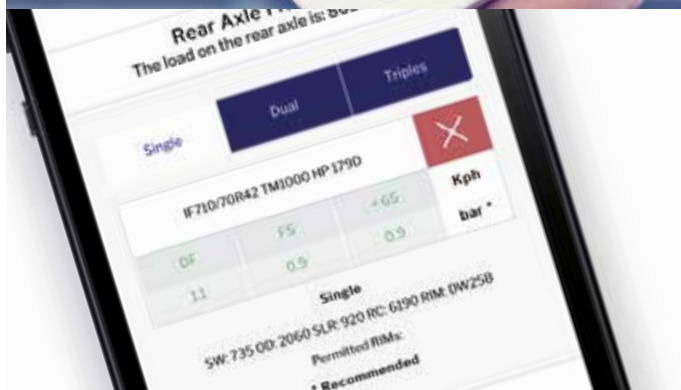 Rear Axle
The load on the rear axle is:
Single Dual Triples
IF710/70R42 TM1000 HP 179D
DF FS <65 Kph
1.1 0.9 0.9 bar *
Single
SW: 735 OD: 2060 SLR: 920 RC: 6190 RIM: DW25B
Permitted RIMs:
* Recommended